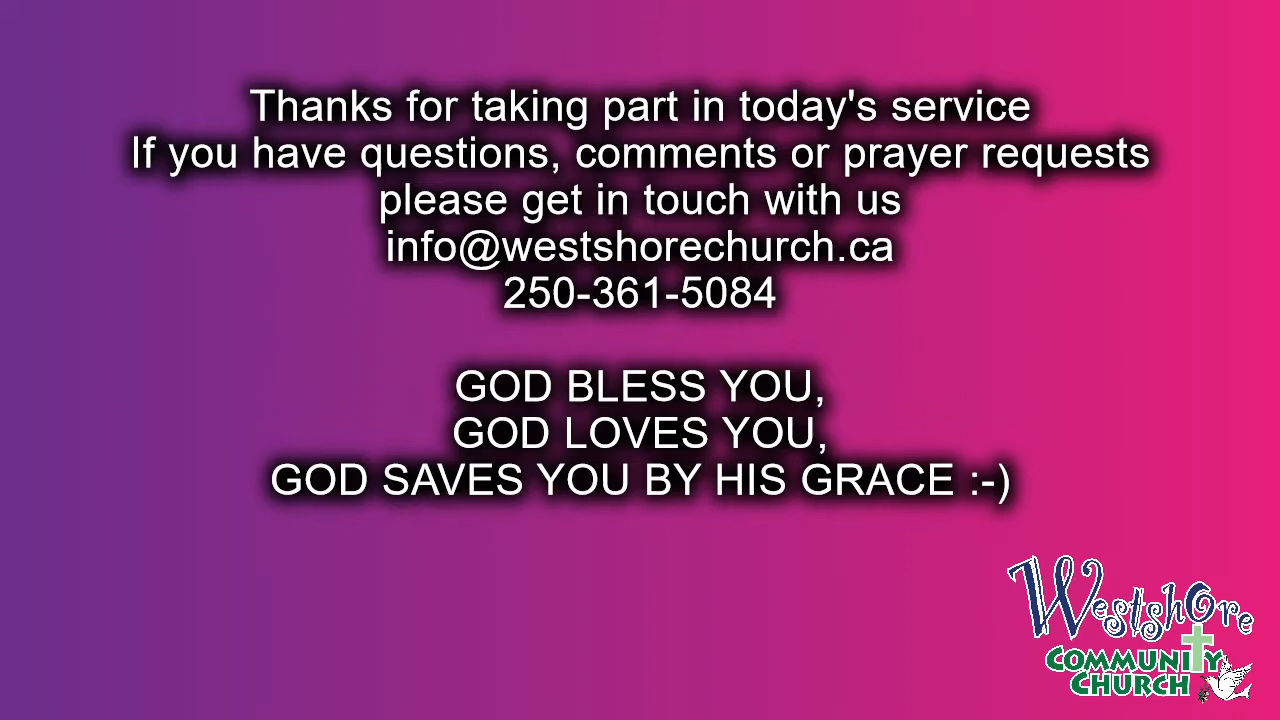 Thanks for taking part in today's service
If you have questions, comments or prayer requests
please get in touch with us
info@westshorechurch.ca
250-361-5084
GOD BLESS YOU,
GOD LOVES YOU,
GOD SAVES YOU BY HIS GRACE :-)
Westshore
COMMUNITY
CHURCH